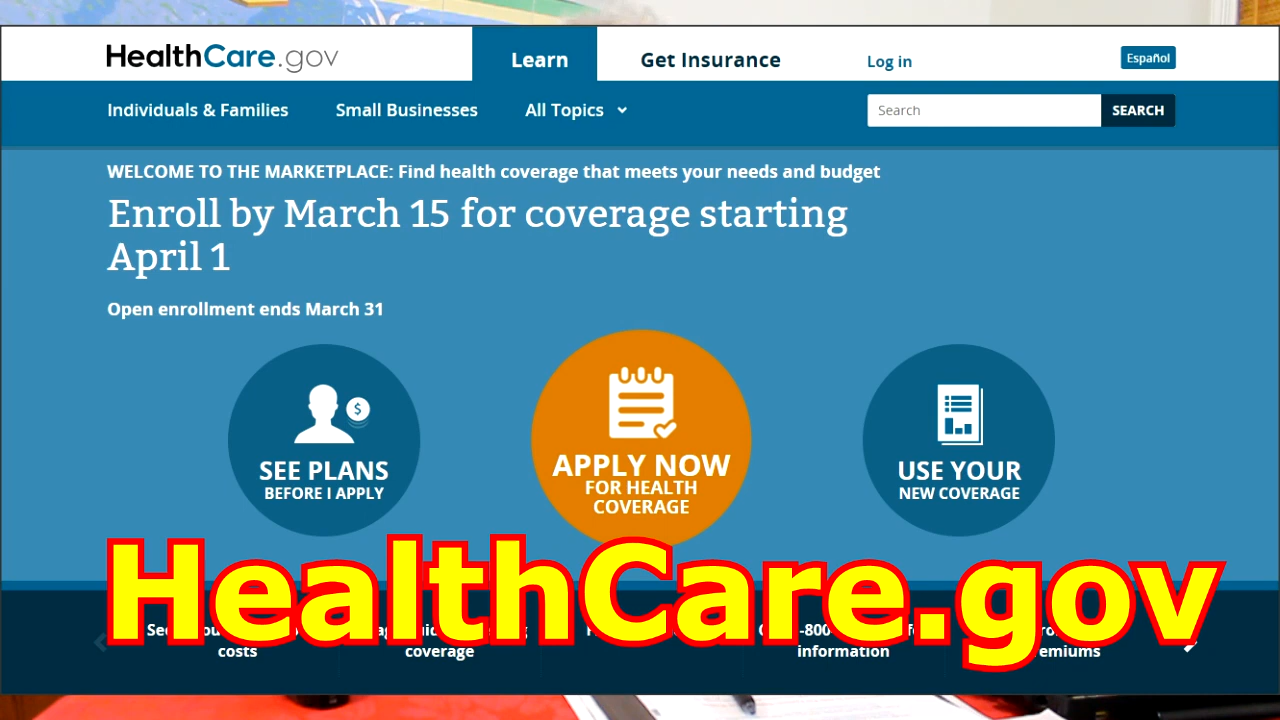 HealthCare.gov
Learn
Get Insurance
Log in
Español
Individuals & Families
Small Businesses
All Topics
Search
SEARCH
WELCOME TO THE MARKETPLACE: Find health coverage that meets your needs and budget
Enroll by March 15 for coverage starting
April 1
Open enrollment ends March 31
SEE PLANS
BEFORE I APPLY
$
APPLY NOW
FOR HEALTH
COVERAGE
USE YOUR
NEW COVERAGE
HealthCare.gov
costs
coverage
information